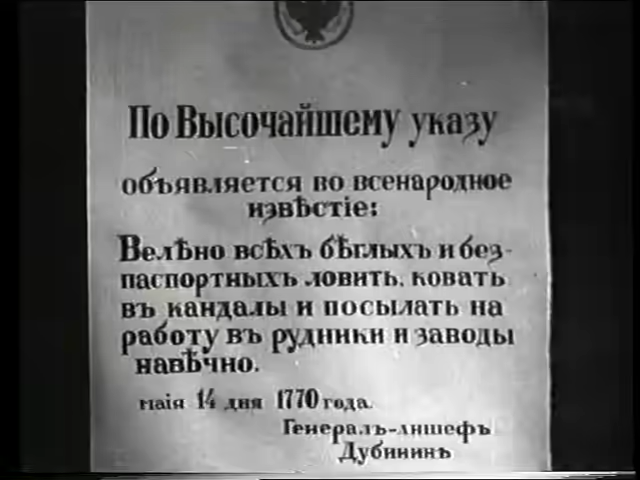 По Высочайшему указу
объявляется во всенародное
извѣстіе:
Велѣно всѣхъ бѣглыхъ и без-
паспортныхъ ловить, ковать
въ кандалы и посылать на
работу въ рудники и заводы
навѣчно.
маія 14 дня 1770 года.
Генералъ-аншефъ
Дубининъ